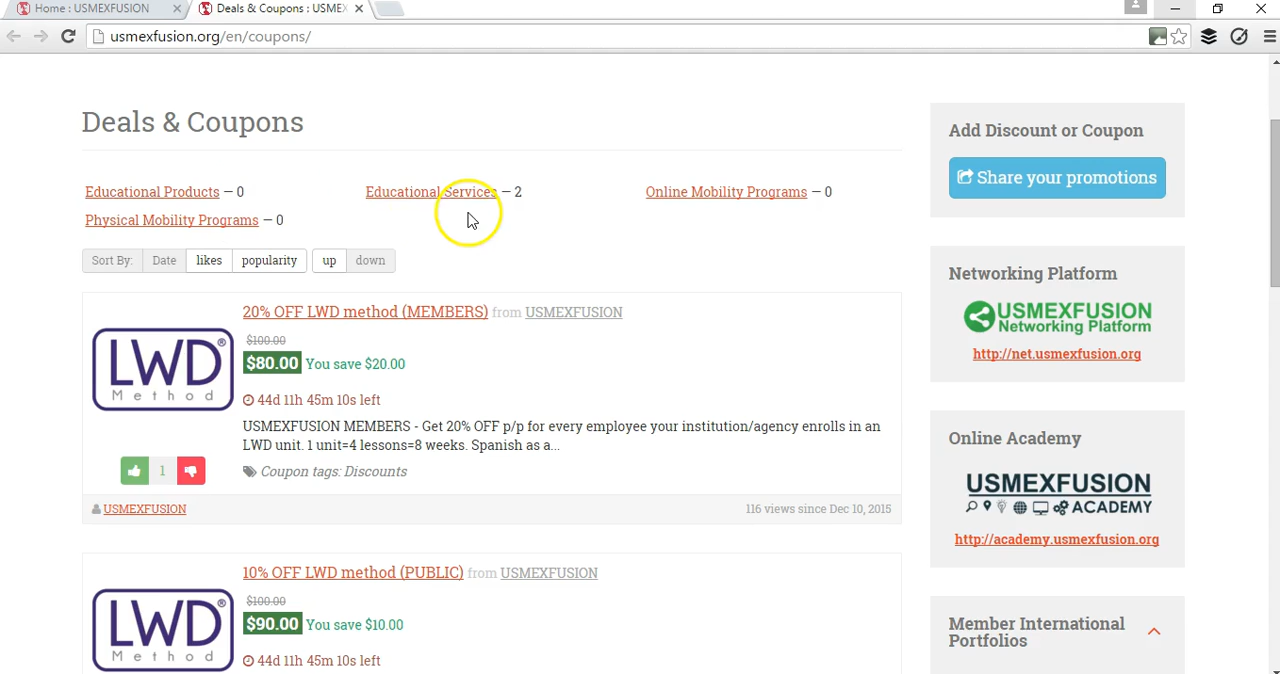 Home : USMEXFUSION
Deals & Coupons : USMEX
usmexfusion.org/en/coupons/
Deals & Coupons
Educational Products – 0
Educational Services – 2
Online Mobility Programs – 0
Physical Mobility Programs – 0
Sort By: Date likes popularity up down
20% OFF LWD method (MEMBERS) from USMEXFUSION
$100.00
$80.00 You save $20.00
44d 11h 45m 10s left
USMEXFUSION MEMBERS - Get 20% OFF p/p for every employee your institution/agency enrolls in an
LWD unit. 1 unit=4 lessons=8 weeks. Spanish as a...
Coupon tags: Discounts
LWD®
Method
1
USMEXFUSION
116 views since Dec 10, 2015
10% OFF LWD method (PUBLIC) from USMEXFUSION
$100.00
$90.00 You save $10.00
44d 11h 45m 10s left
LWD®
Method
Add Discount or Coupon
Share your promotions
Networking Platform
USMEXFUSION
Networking Platform
http://net.usmexfusion.org
Online Academy
USMEXFUSION
ACADEMY
http://academy.usmexfusion.org
Member International
Portfolios